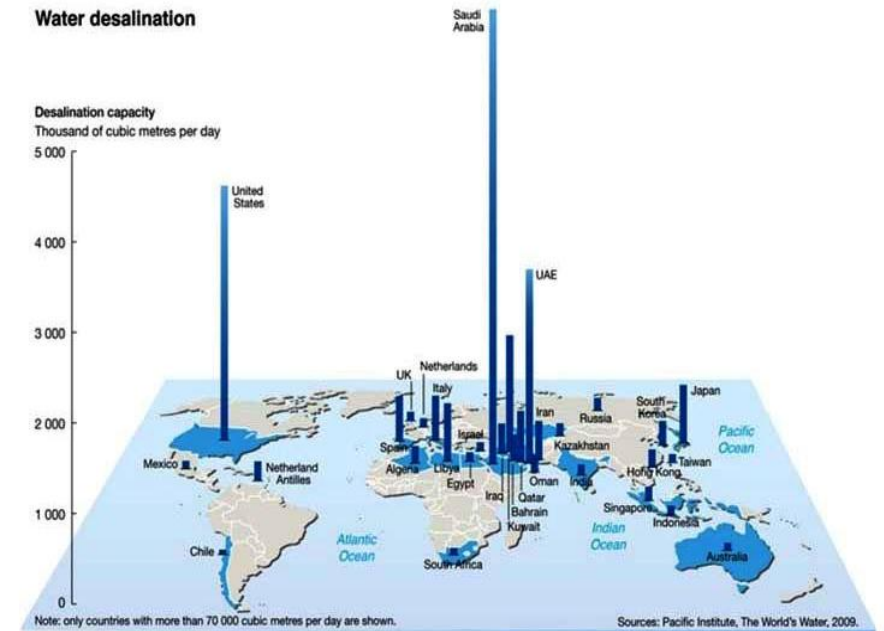 Water desalination
Saudi
Arabia
Desalination capacity
Thousand of cubic metres per day
5 000
4 000
3 000
2 000
1 000
0
United
States
UAE
UK
Netherlands
Italy
Japan
Spain
Israel
Iran
Russia
South
Korea
Pacific
Ocean
Kazakhstan
Mexico
Netherland
Antilles
Algeria
Libya
Egypt
Iraq
Oman
Qatar
Bahrain
Kuwait
India
Hong Kong
Taiwan
Singapore
Indonesia
Indian
Ocean
Atlantic
Ocean
Chile
South Africa
Australia
Note: only countries with more than 70 000 cubic metres per day are shown.
Sources: Pacific Institute, The World's Water, 2009.